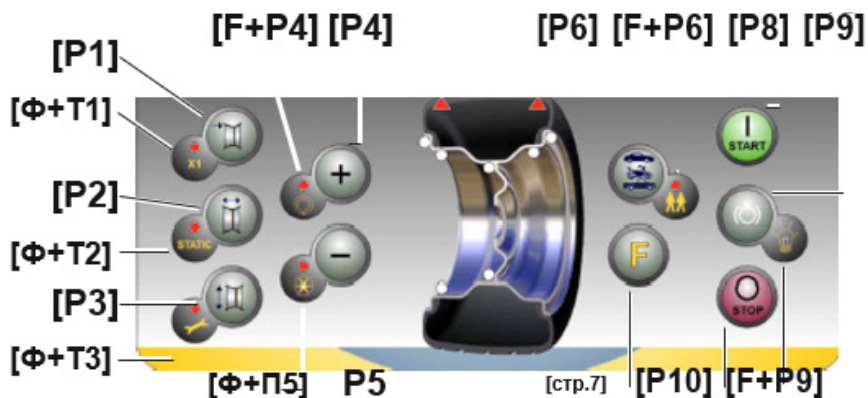 [F+P4] [P4] [P6] [F+P6] [P8] [P9]
[P1]
[Ф+T1]
X1
START
[P2]
+
STATIC
[Ф+T2]
F
[P3]
−
STOP
[Ф+T3]
[Ф+П5] P5 [стр.7] [P10] [F+P9]